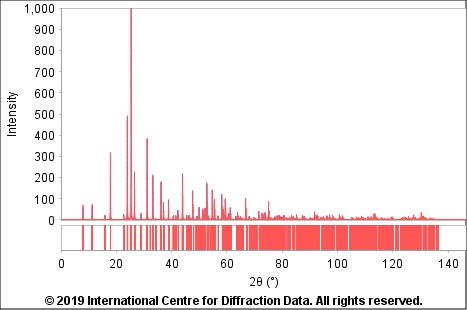 1,000
900
800
700
600
500
400
300
200
100
0
Intensity
0 20 40 60 80 100 120 140
2θ (°)
© 2019 International Centre for Diffraction Data. All rights reserved.